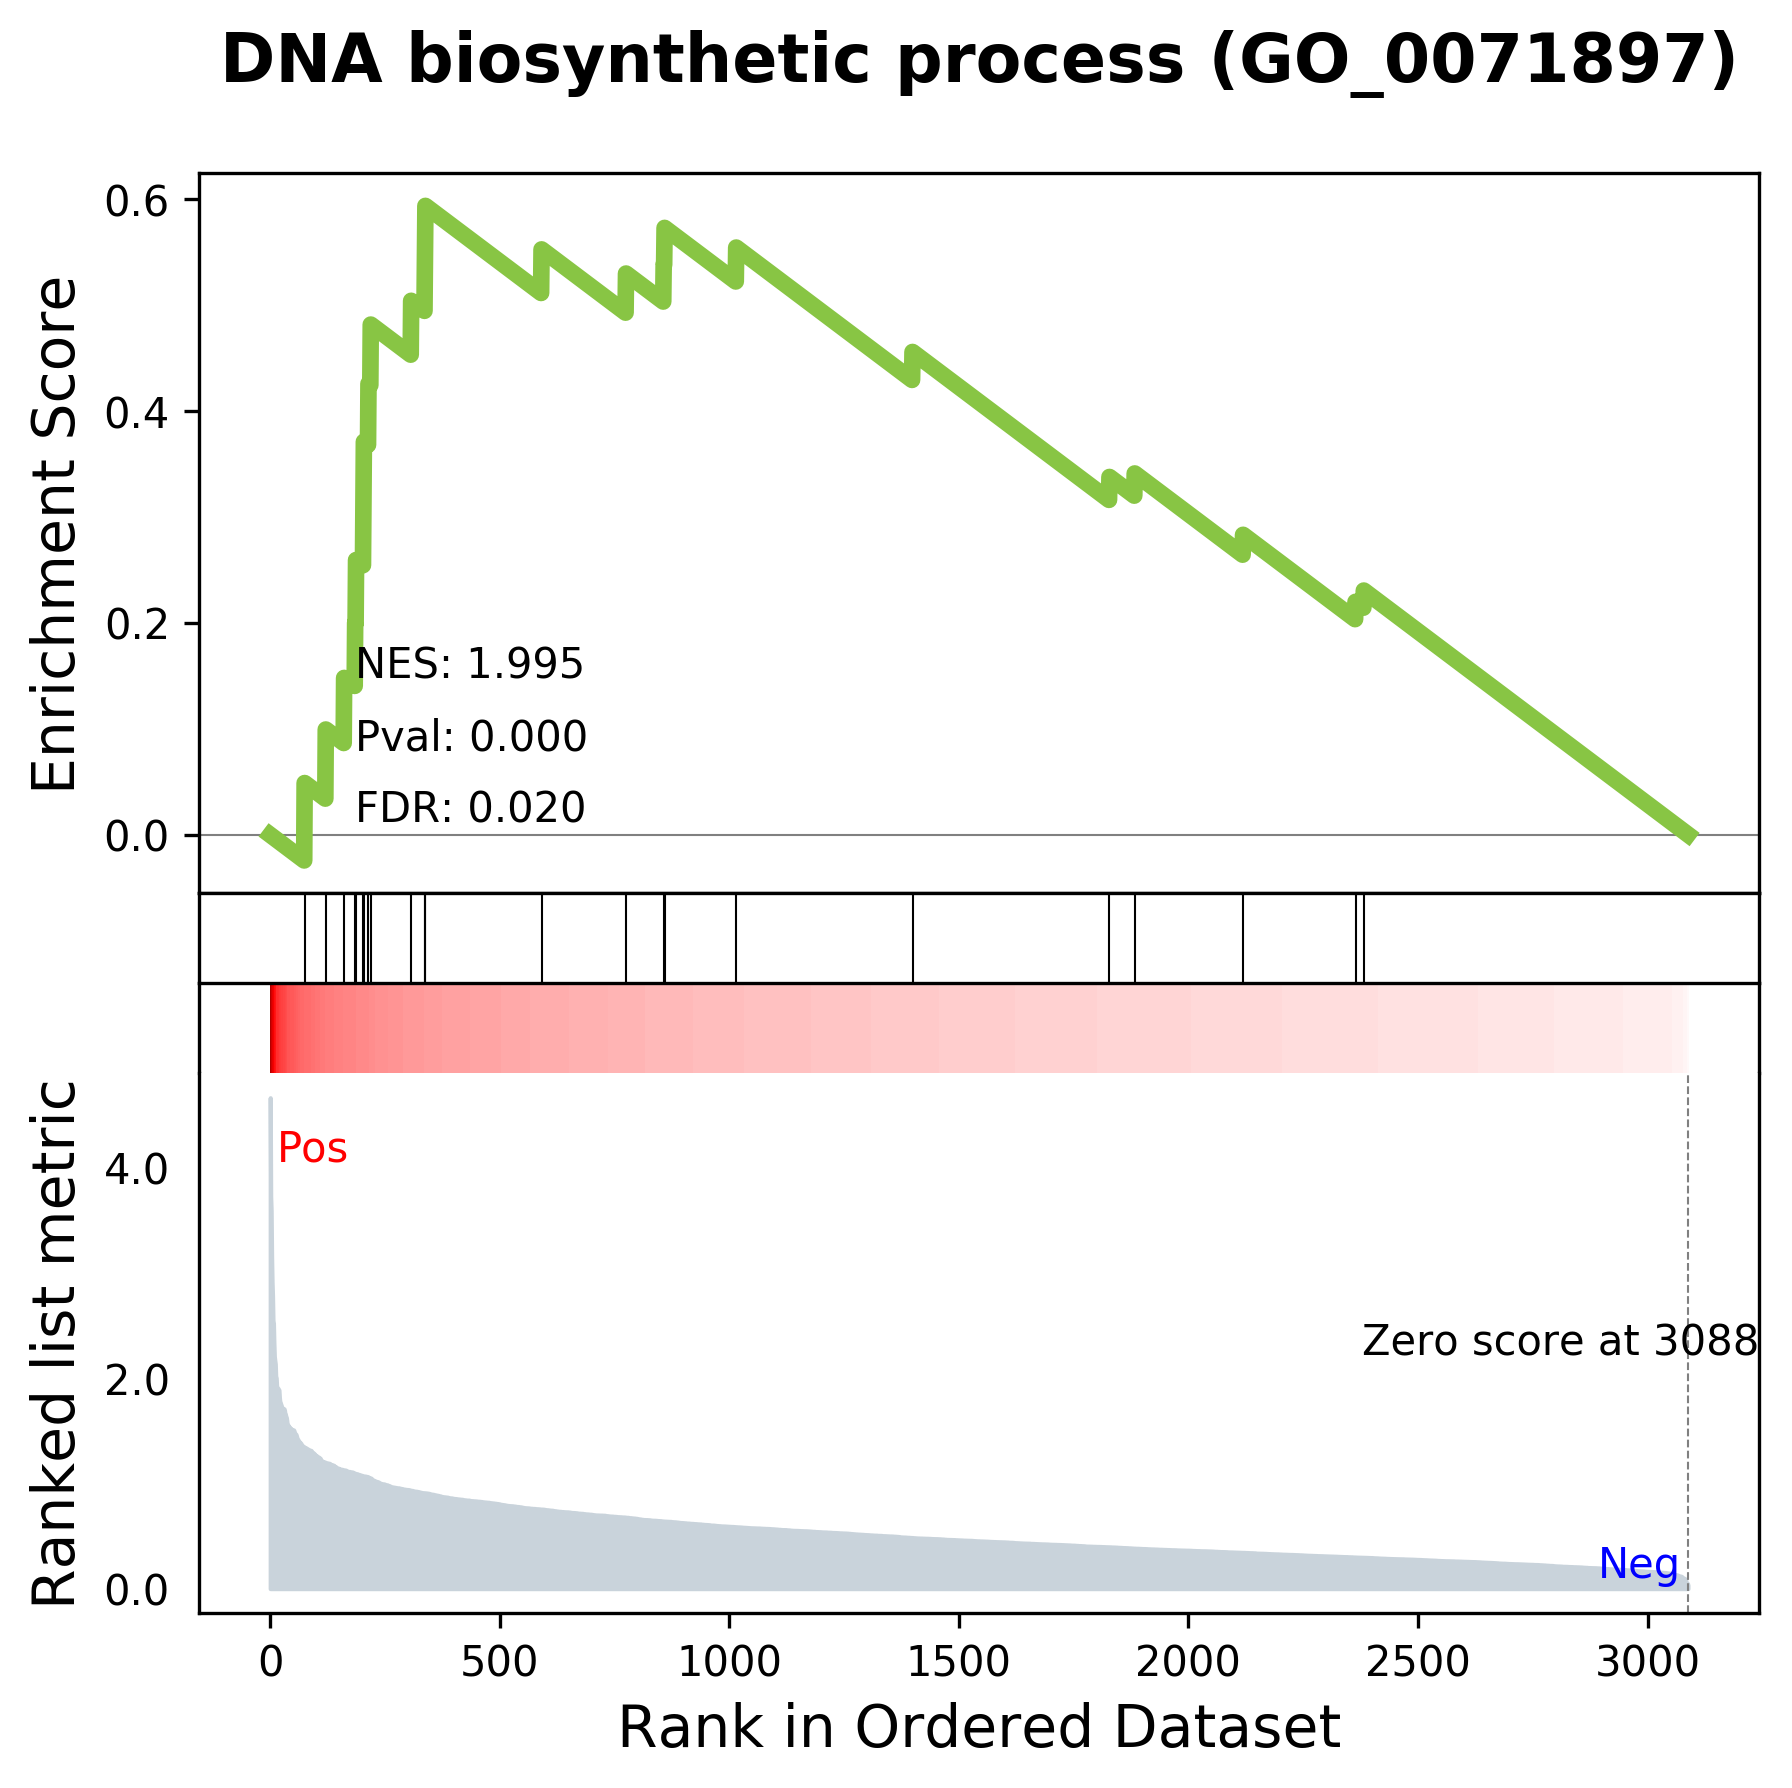 DNA biosynthetic process (GO_0071897)
Enrichment Score
0.6
0.4
0.2
0.0
NES: 1.995
Pval: 0.000
FDR: 0.020
Ranked list metric
4.0
2.0
0.0
Pos
Zero score at 3088
Neg
0 500 1000 1500 2000 2500 3000
Rank in Ordered Dataset